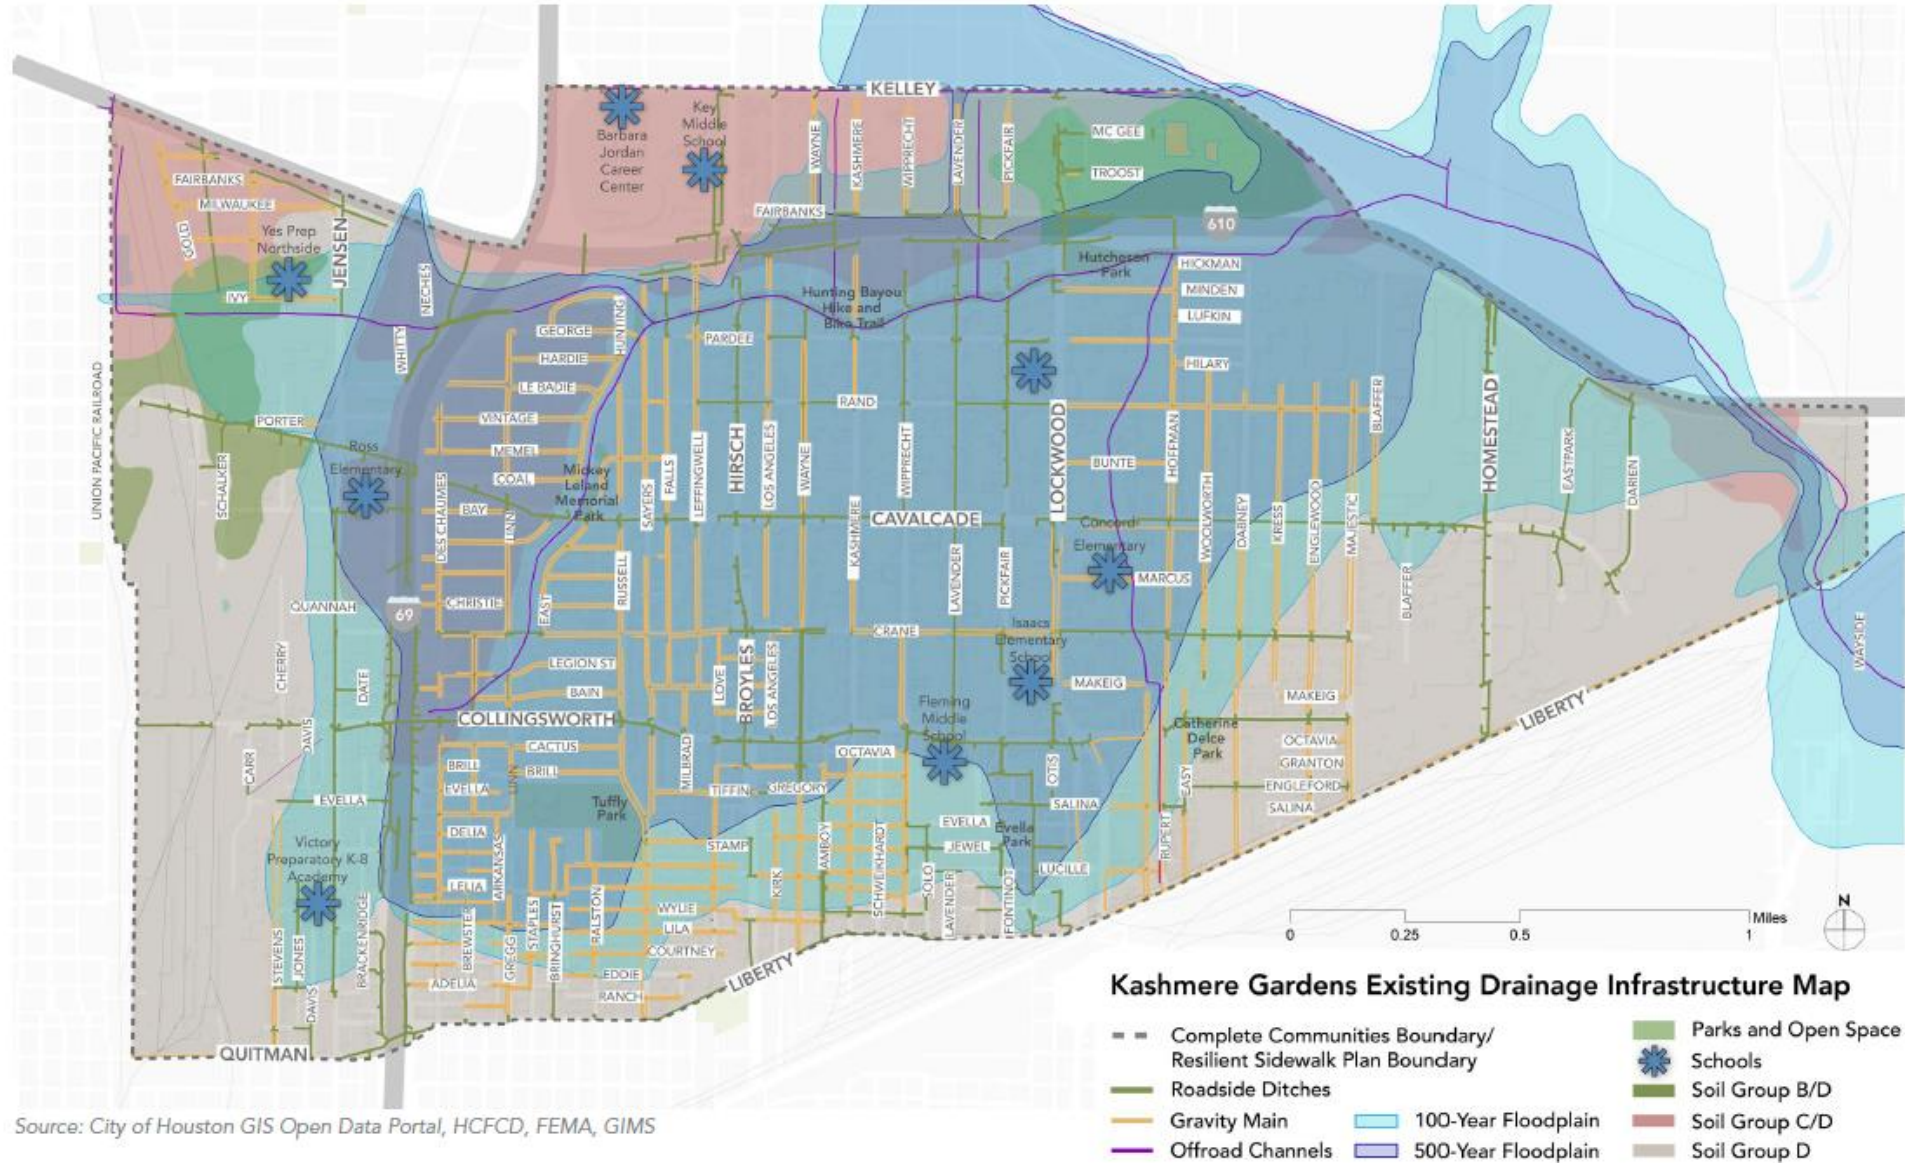 KELLEY
Key
Middle
School
Barbara
Jordan
Career
Center
WAYNE
KASHMERE
WIPPRECHT
LAVENDER
PICKFAIR
MC GEE
TROOST
FAIRBANKS
MILWAUKEE
GOLD
Yes Prep
Northside
JENSEN
IVY
NECHES
WHITTY
FAIRBANKS
610
Hutcheson
Park
HICKMAN
MINDEN
LUFKIN
HILARY
Hunting Bayou
Hike and
Bike Trail
GEORGE
HUNTING
HARDIE
LE BADIE
VINTAGE
MEMEL
COAL
BAY
PARDEE
RAND
UNION PACIFIC RAILROAD
PORTER
SCHALKER
Ross
Elementary
DES CHAUMES
Mickey
Leland
Memorial
Park
SAYERS
FALLS
LEFFINGWELL
HIRSCH
LOS ANGELES
WAYNE
WIPPRECHT
KASHMERE
CAVALCADE
LOCKWOOD
BUNTE
HOFFMAN
BLAFFER
HOMESTEAD
EASTPARK
DARIEN
WOOLWORTH
DABNEY
KRESS
ENGLEWOOD
MAJESTIC
BLAFFER
Concord
Elementary
MARCUS
LAVENDER
PICKFAIR
QUANNAH
69
CHRISTIE
EAST
RUSSELL
CHERRY
DATE
LEGION ST
BAIN
LOVE
BROYLES
LOS ANGELES
CRANE
Isaacs
Elementary
School
MAKEIG
MAKEIG
WAYSIDE
LIBERTY
COLLINGSWORTH
Fleming
Middle
School
Catherine
Delce
Park
DAVIS
CARR
CACTUS
BRILL
BRILL
LINN
EVELLA
EVELLA
MILBRAD
TIFFIN
GREGORY
OCTAVIA
OTIS
EASY
OCTAVIA
GRANTON
ENGLEFORD
SALINA
SALINA
Tuffly
Park
DELIA
ARKANSAS
LELIA
STAMP
KIRK
AMBOY
SCHWEIKHARDT
EVELLA
JEWEL
Evella
Park
SOLO
LAVENDER
FONTINOT
LUCILLE
RUPERT
Victory
Preparatory K-8
Academy
STEVENS
JONES
DAVIS
BRACKENRIDGE
BREWSTER
GREGG
STAPLES
BRINGHURST
RALSTON
WYLIE
LILA
COURTNEY
EDDIE
RANCH
ADELIA
LIBERTY
QUITMAN
N
Miles
0 0.25 0.5 1
Kashmere Gardens Existing Drainage Infrastructure Map
Complete Communities Boundary/
Resilient Sidewalk Plan Boundary
Roadside Ditches
Gravity Main
Offroad Channels
100-Year Floodplain
500-Year Floodplain
Parks and Open Space
Schools
Soil Group B/D
Soil Group C/D
Soil Group D
Source: City of Houston GIS Open Data Portal, HCFCD, FEMA, GIMS